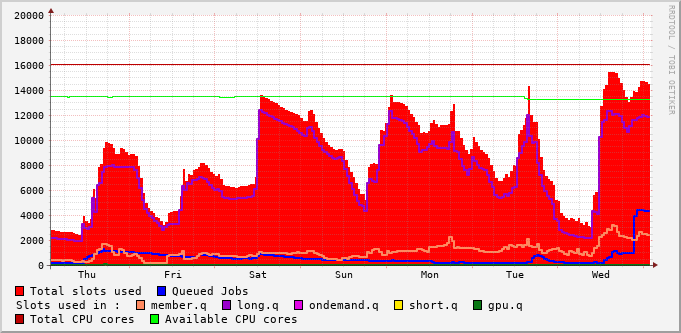 20000
18000
16000
14000
12000
10000
8000
6000
4000
2000
0
Thu Fri Sat Sun Mon Tue Wed
RRDTOOL / TOBI OETIKER
Total slots used Queued Jobs
Slots used in : member.q long.q ondemand.q short.q gpu.q
Total CPU cores Available CPU cores